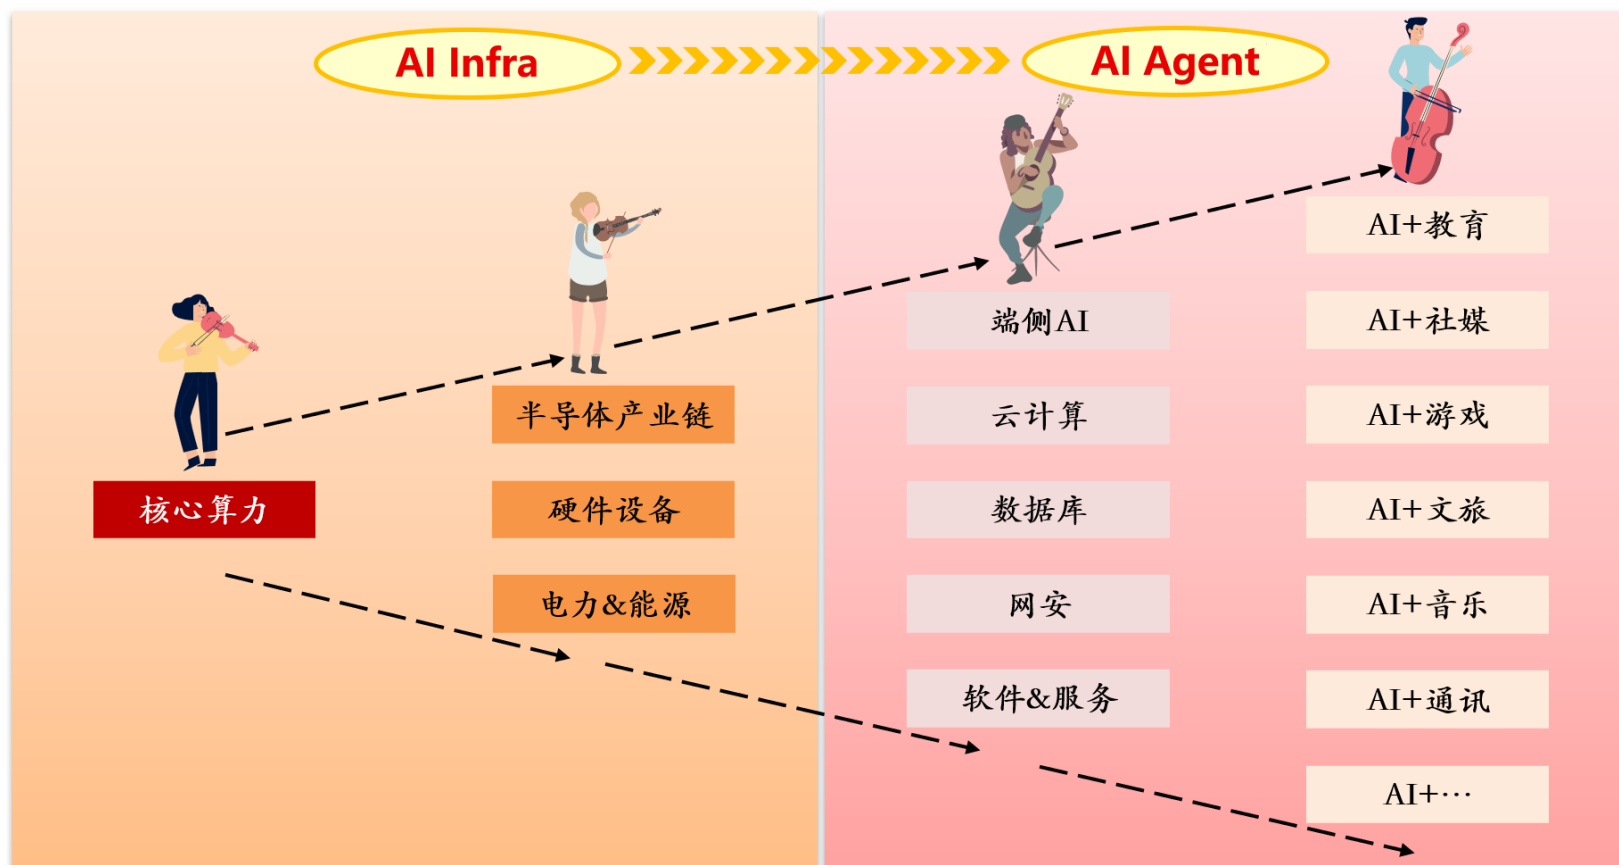 AI Infra
AI Agent
核心算力
半导体产业链
硬件设备
电力&能源
端侧AI
云计算
数据库
网安
软件&服务
AI+教育
AI+社媒
AI+游戏
AI+文旅
AI+音乐
AI+通讯
AI+…